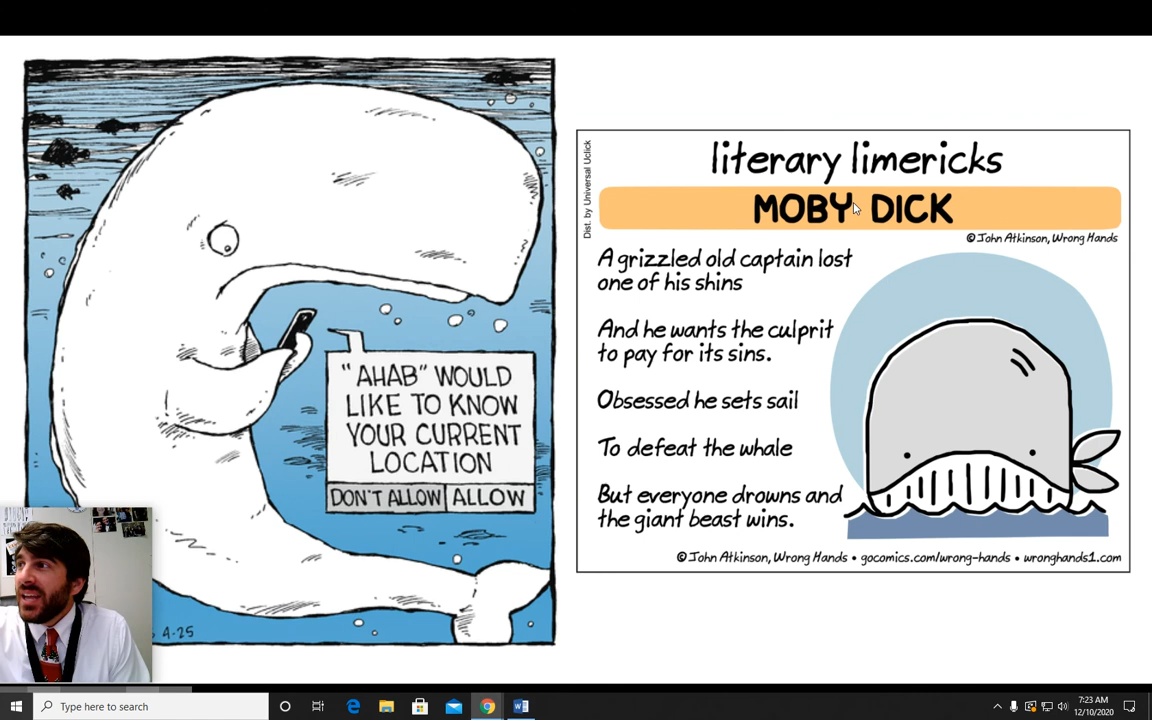 "AHAB" WOULD
LIKE TO KNOW
YOUR CURRENT
LOCATION
DON'T ALLOW
ALLOW
4-25
literary limericks
MOBY DICK
© John Atkinson, Wrong Hands
Dist. by Universal Uclick
A grizzled old captain lost
one of his shins
And he wants the culprit
to pay for its sins.
Obsessed he sets sail
To defeat the whale
But everyone drowns and
the giant beast wins.
© John Atkinson, Wrong Hands • gocomics.com/wrong-hands • wronghands1.com
Type here to search
7:23 AM
12/10/2020